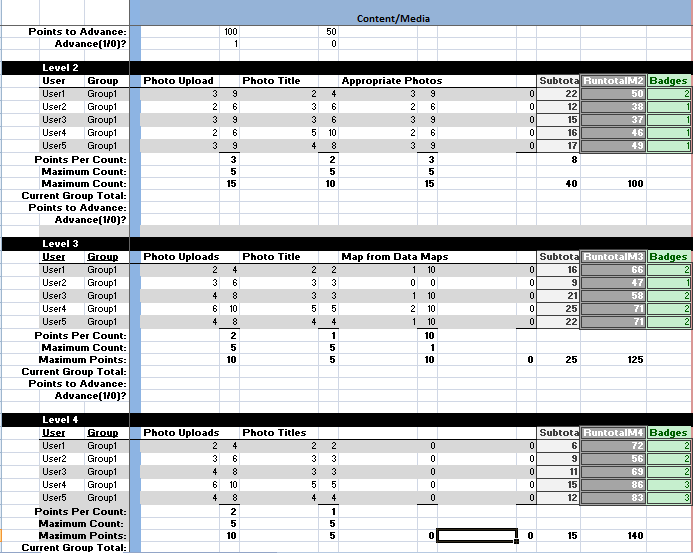 Content/Media
Points to Advance: 100 50
Advance(1/0)? 1 0
Level 2
User Group Photo Upload Photo Title Appropriate Photos Subtota RuntotalM2 Badges
User1 Group1 3 9 2 4 3 9 0 22 50 2
User2 Group1 2 6 3 6 2 6 0 12 38 1
User3 Group1 3 9 3 6 3 9 0 15 37 1
User4 Group1 2 6 5 10 2 6 0 16 46 1
User5 Group1 3 9 4 8 3 9 0 17 49 1
Points Per Count: 3 2 3 8
Maximum Count: 5 5 5
Maximum Points: 15 10 15 40 100
Current Group Total:
Points to Advance:
Advance(1/0)?
Level 3
User Group Photo Uploads Photo Title Map from Data Maps Subtota RuntotalM3 Badges
User1 Group1 2 4 2 2 1 10 0 16 66 2
User2 Group1 3 6 3 3 0 0 0 9 47 1
User3 Group1 4 8 3 3 1 10 0 21 58 2
User4 Group1 6 10 5 5 2 10 0 25 71 2
User5 Group1 4 8 4 4 1 10 0 22 71 2
Points Per Count: 2 1 10
Maximum Count: 5 5 1
Maximum Points: 10 5 10 0 25 125
Current Group Total:
Points to Advance:
Advance(1/0)?
Level 4
User Group Photo Uploads Photo Titles Subtota RuntotalM4 Badges
User1 Group1 2 4 2 2 0 0 6 72 2
User2 Group1 3 6 3 3 0 0 9 56 2
User3 Group1 4 8 3 3 0 0 11 69 2
User4 Group1 6 10 5 5 0 0 15 86 3
User5 Group1 4 8 4 4 0 0 12 83 3
Points Per Count: 2 1
Maximum Count: 5 5
Maximum Points: 10 5 0 0 15 140
Current Group Total: